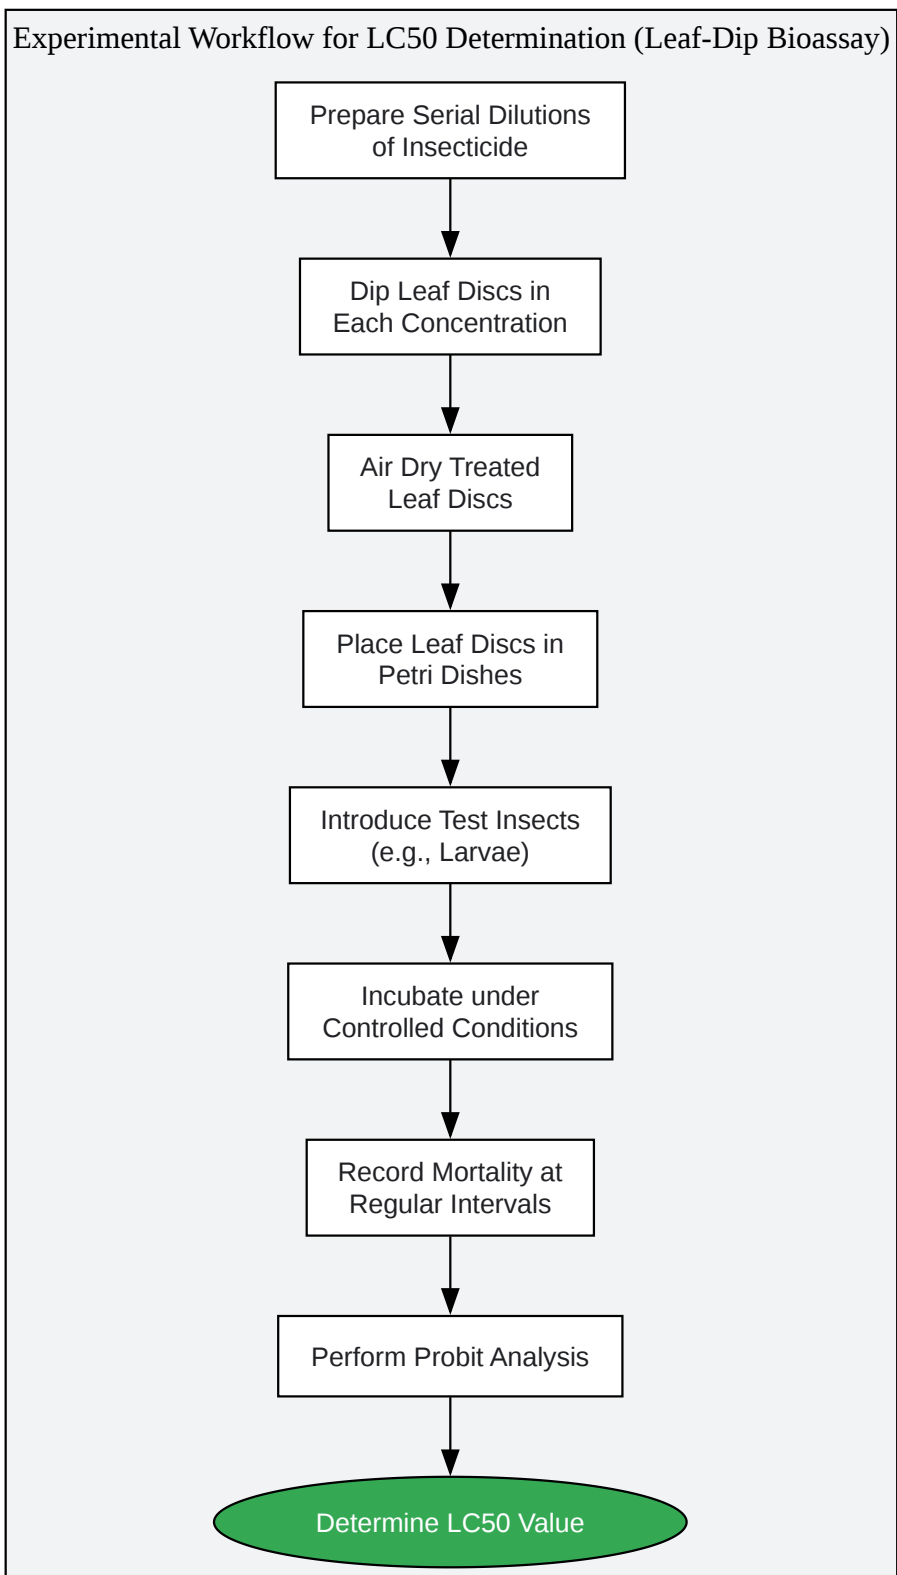 Experimental Workflow for LC50 Determination (Leaf-Dip Bioassay)
Prepare Serial Dilutions
of Insecticide
Dip Leaf Discs in
Each Concentration
Air Dry Treated
Leaf Discs
Place Leaf Discs in
Petri Dishes
Introduce Test Insects
(e.g., Larvae)
Incubate under
Controlled Conditions
Record Mortality at
Regular Intervals
Perform Probit Analysis
Determine LC50 Value